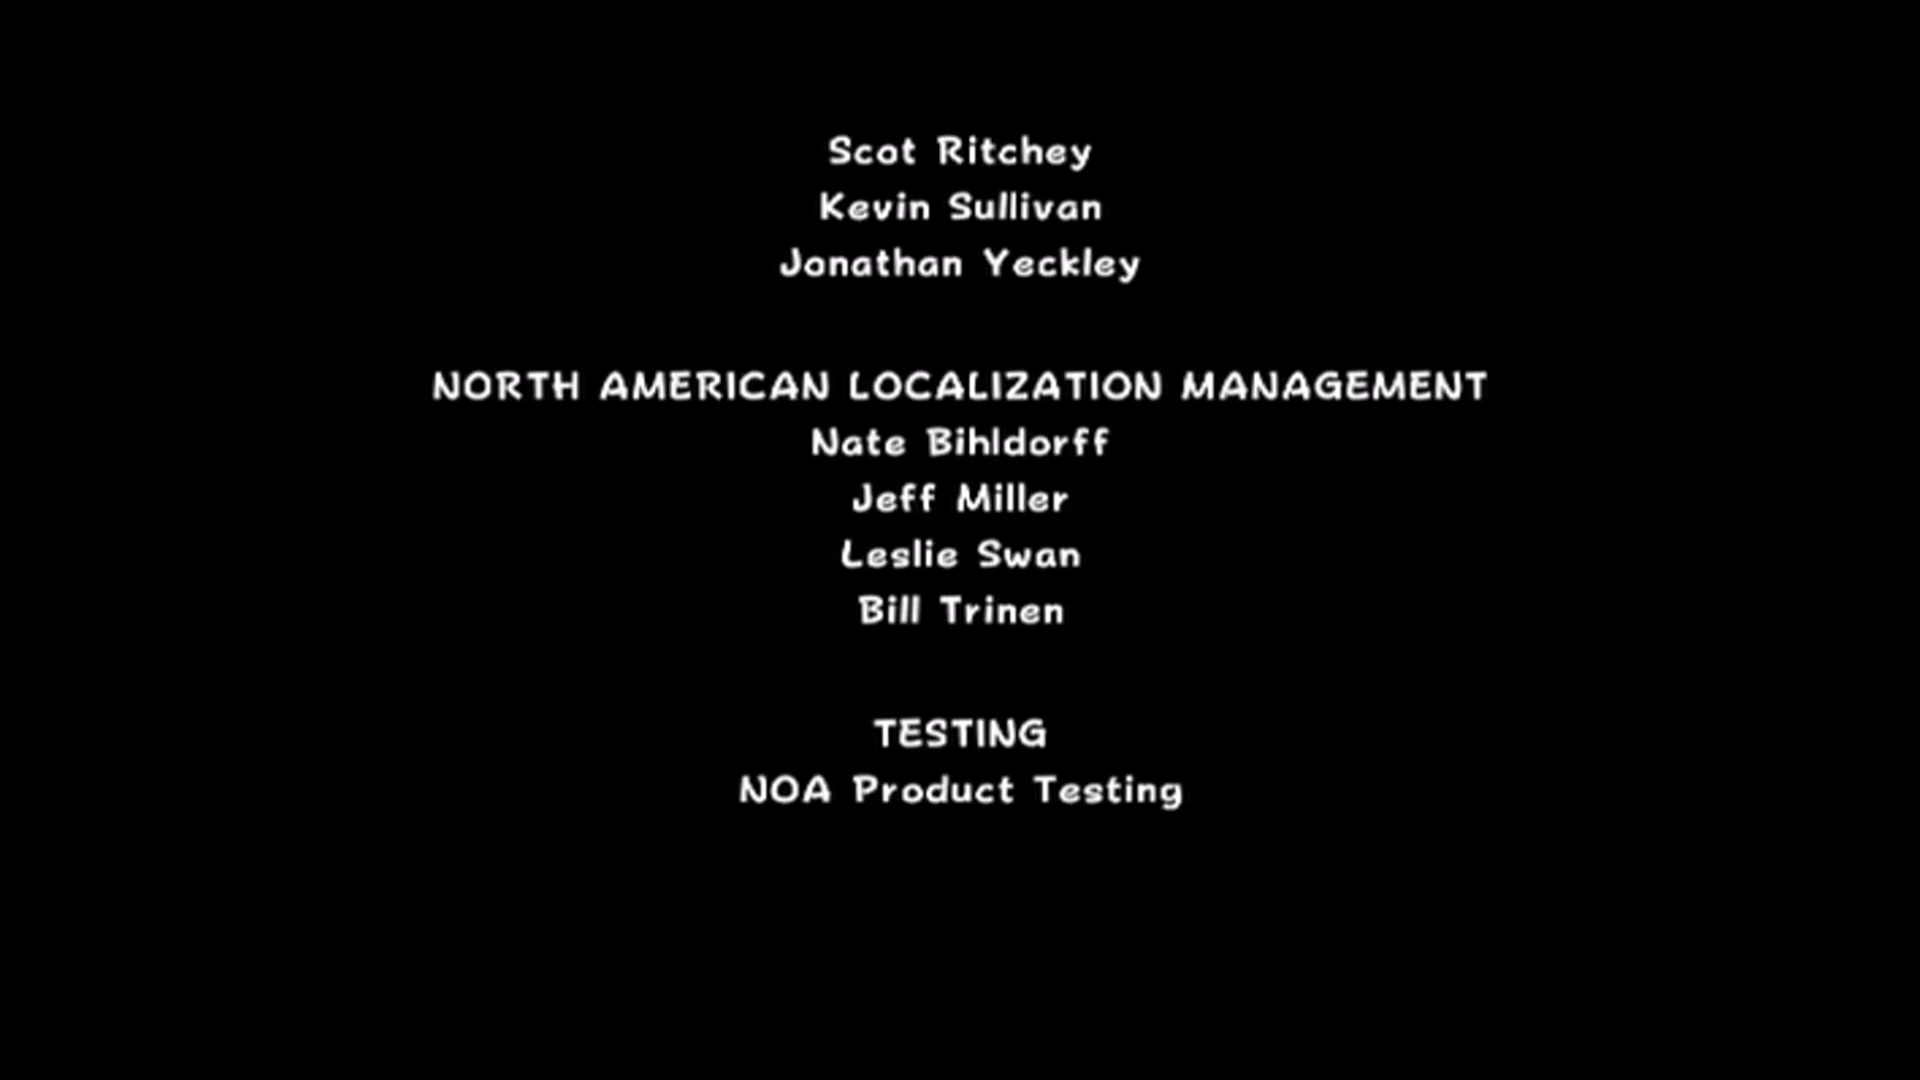 Scot Ritchey
Kevin Sullivan
Jonathan Yeckley
NORTH AMERICAN LOCALIZATION MANAGEMENT
Nate Bihldorff
Jeff Miller
Leslie Swan
Bill Trinen
TESTING
NOA Product Testing